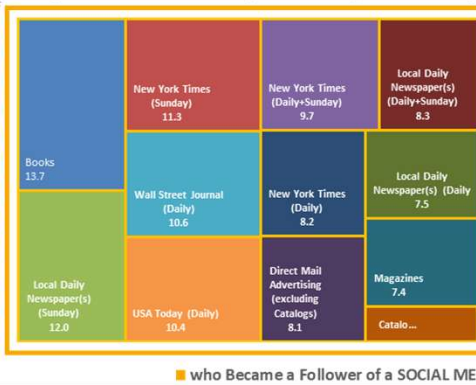 Books
13.7
New York Times
(Sunday)
11.3
New York Times
(Daily+Sunday)
9.7
Local Daily
Newspaper(s)
(Daily+Sunday)
8.3
Local Daily
Newspaper(s)
(Sunday)
12.0
Wall Street Journal
(Daily)
10.6
New York Times
(Daily)
8.2
Local Daily
Newspaper(s) (Daily
7.5
USA Today (Daily)
10.4
Direct Mail
Advertising
(excluding
Catalogs)
8.1
Magazines
7.4
Catalo...
who Became a Follower of a SOCIAL ME